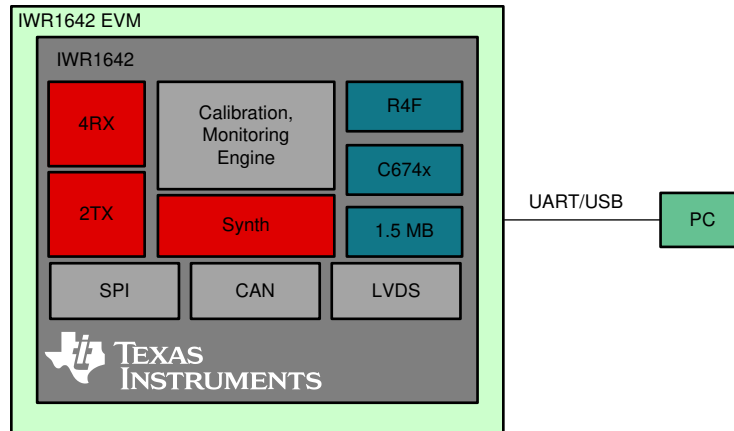 IWR1642 EVM
IWR1642
4RX
Calibration,
Monitoring
Engine
R4F
C674x
2TX
Synth
1.5 MB
UART/USB
PC
SPI
CAN
LVDS
TEXAS
INSTRUMENTS